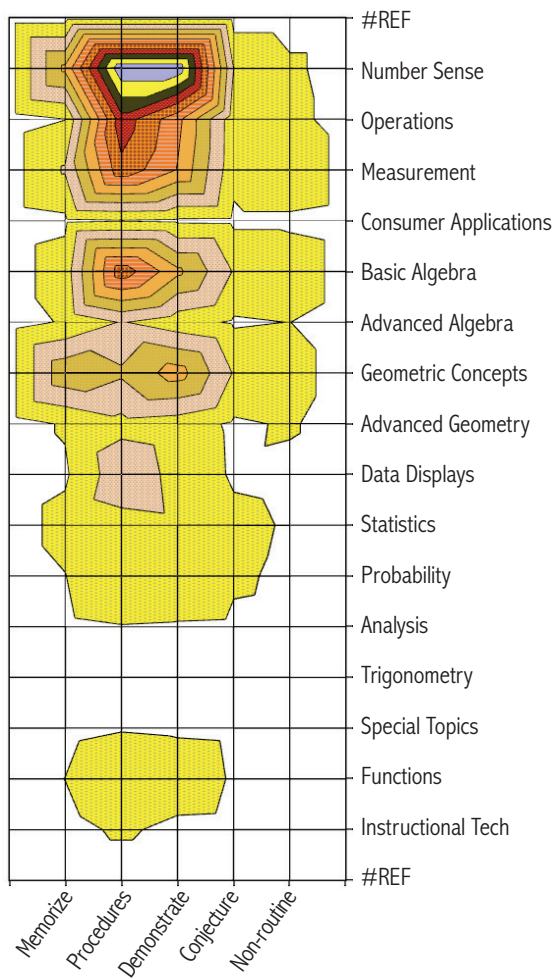 #REF
Number Sense
Operations
Measurement
Consumer Applications
Basic Algebra
Advanced Algebra
Geometric Concepts
Advanced Geometry
Data Displays
Statistics
Probability
Analysis
Trigonometry
Special Topics
Functions
Instructional Tech
#REF
Memorize
Procedures
Demonstrate
Conjecture
Non-routine